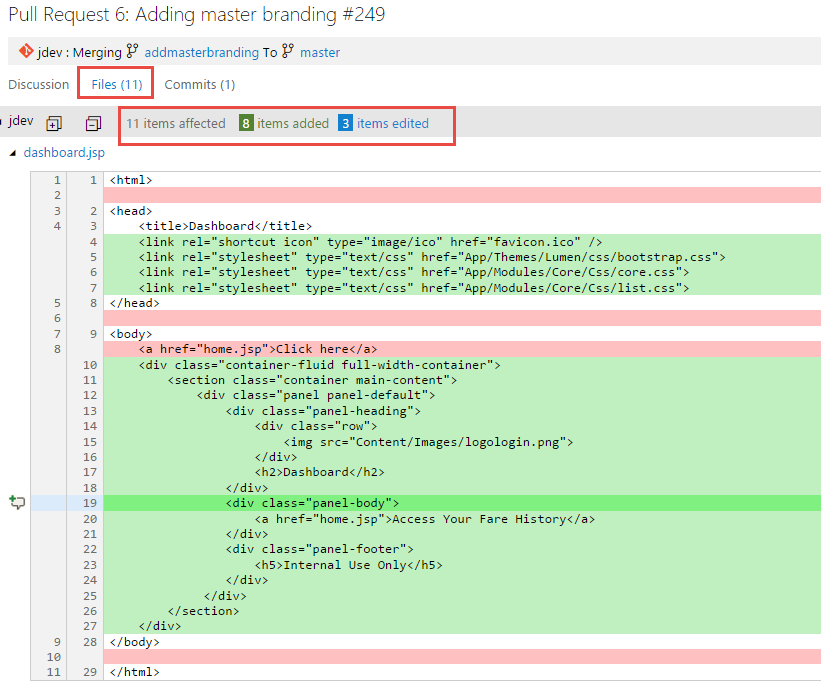 Pull Request 6: Adding master branding #249
jdev : Merging addmasterbranding To master
Discussion Files (11) Commits (1)
jdev 11 items affected 8 items added 3 items edited
dashboard.jsp
1 1 <html>
2
3 2 <head>
4 3 <title>Dashboard</title>
4 <link rel="shortcut icon" type="image/ico" href="favicon.ico" />
5 <link rel="stylesheet" type="text/css" href="App/Themes/Lumen/css/bootstrap.css">
6 <link rel="stylesheet" type="text/css" href="App/Modules/Core/Css/core.css">
7 <link rel="stylesheet" type="text/css" href="App/Modules/Core/Css/list.css">
5 8 </head>
6
7 9 <body>
8 <a href="home.jsp">Click here</a>
10 <div class="container-fluid full-width-container">
11 <section class="container main-content">
12 <div class="panel panel-default">
13 <div class="panel-heading">
14 <div class="row">
15 <img src="Content/Images/logologin.png">
16 </div>
17 <h2>Dashboard</h2>
18 </div>
19 <div class="panel-body">
20 <a href="home.jsp">Access Your Fare History</a>
21 </div>
22 <div class="panel-footer">
23 <h5>Internal Use Only</h5>
24 </div>
25 </div>
26 </section>
27 </div>
9 28 </body>
10
11 29 </html>